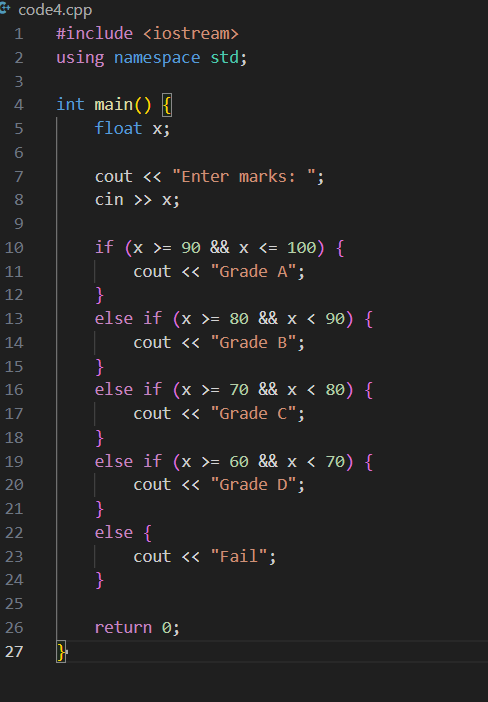 code4.cpp
1 #include <iostream>
2 using namespace std;
3
4 int main() {
5     float x;
6
7     cout << "Enter marks: ";
8     cin >> x;
9
10     if (x >= 90 && x <= 100) {
11         cout << "Grade A";
12     }
13     else if (x >= 80 && x < 90) {
14         cout << "Grade B";
15     }
16     else if (x >= 70 && x < 80) {
17         cout << "Grade C";
18     }
19     else if (x >= 60 && x < 70) {
20         cout << "Grade D";
21     }
22     else {
23         cout << "Fail";
24     }
25
26     return 0;
27 }